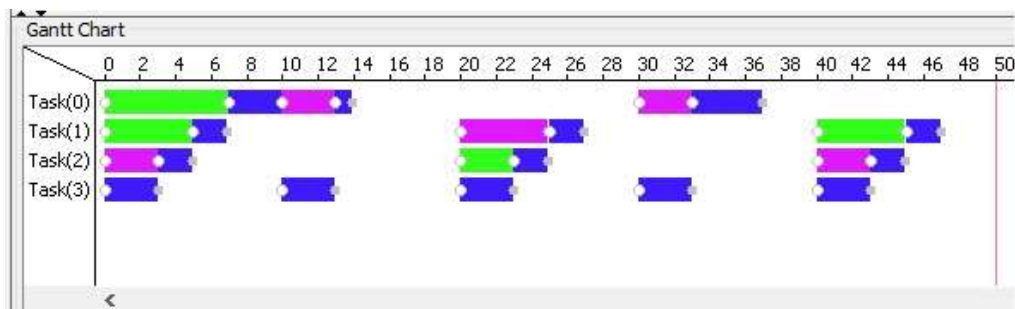 Gantt Chart
0 2 4 6 8 10 12 14 16 18 20 22 24 26 28 30 32 34 36 38 40 42 44 46 48 50
Task(0)
Task(1)
Task(2)
Task(3)